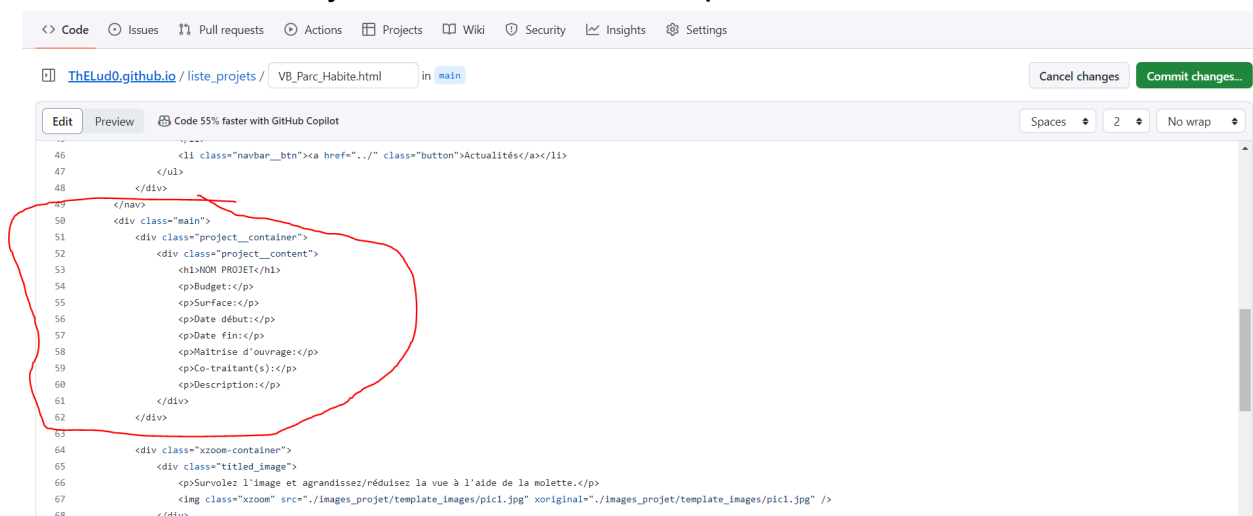 Code Issues Pull requests Actions Projects Wiki Security Insights Settings
ThELud0.github.io / liste_projets / VB_Parc_Habite.html in main Cancel changes Commit changes...
Edit Preview Code 55% faster with GitHub Copilot Spaces 2 No wrap
46 <li class="navbar__btn"><a href="../" class="button">Actualités</a></li>
47 </ul>
48 </div>
49 </nav>
50 <div class="main">
51 <div class="project__container">
52 <div class="project__content">
53 <h1>NOM PROJET</h1>
54 <p>Budget:</p>
55 <p>Surface:</p>
56 <p>Date début:</p>
57 <p>Date fin:</p>
58 <p>Maîtrise d'ouvrage:</p>
59 <p>Co-traitant(s):</p>
60 <p>Description:</p>
61 </div>
62 </div>
63
64 <div class="xzoom-container">
65 <div class="titled_image">
66 <p>Survolez l'image et agrandissez/réduisez la vue à l'aide de la molette.</p>
67 <img class="xzoom" src="./images_projet/template_images/pic1.jpg" xoriginal="./images_projet/template_images/pic1.jpg" />
68 </div>